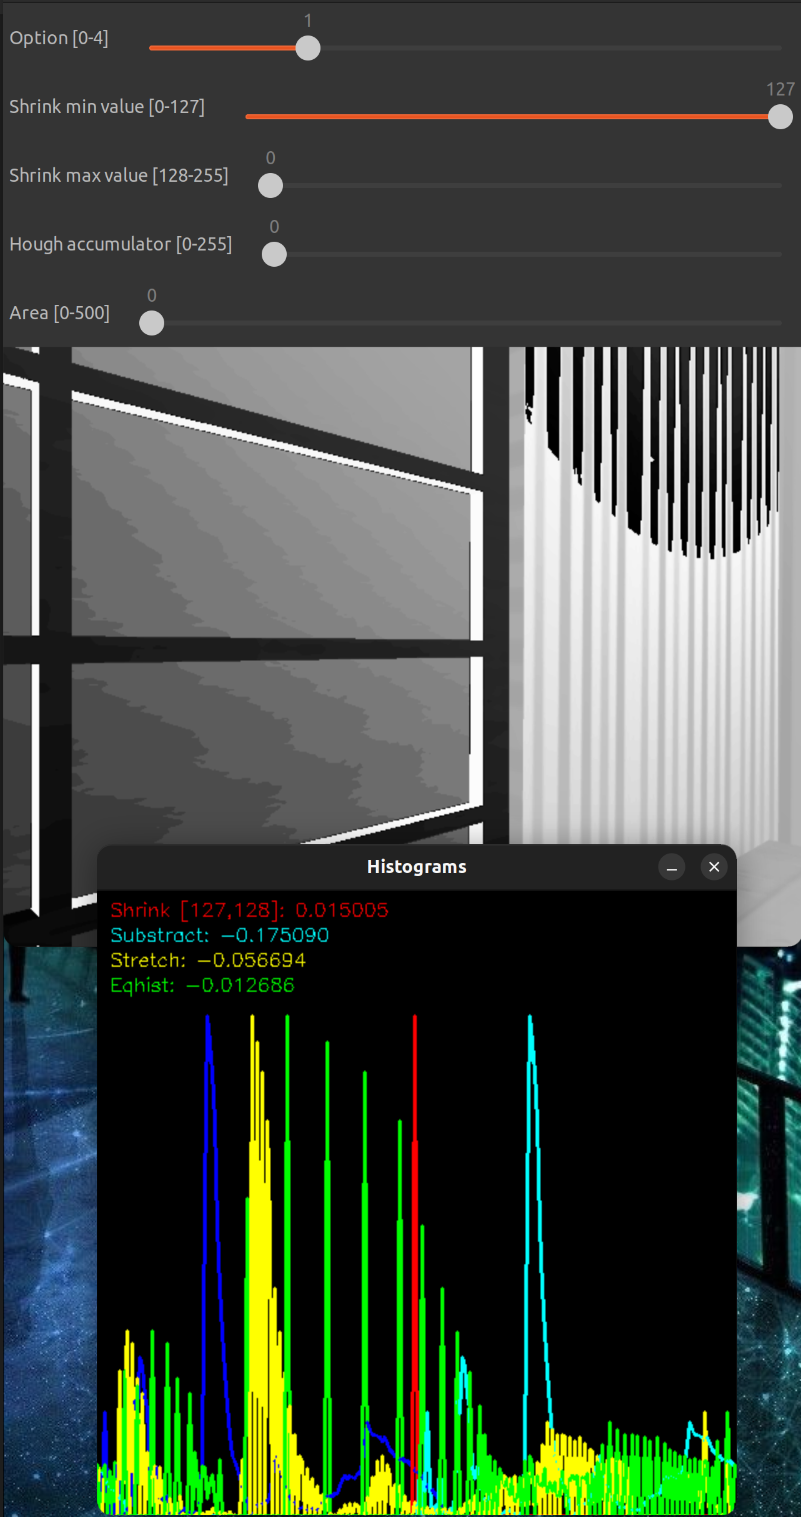 1
Option [0-4]
127
Shrink min value [0-127]
0
Shrink max value [128-255]
0
Hough accumulator [0-255]
0
Area [0-500]
Histograms
Shrink [127,128]: 0.015005
Substract: -0.175090
Stretch: -0.056694
Eqhist: -0.012686